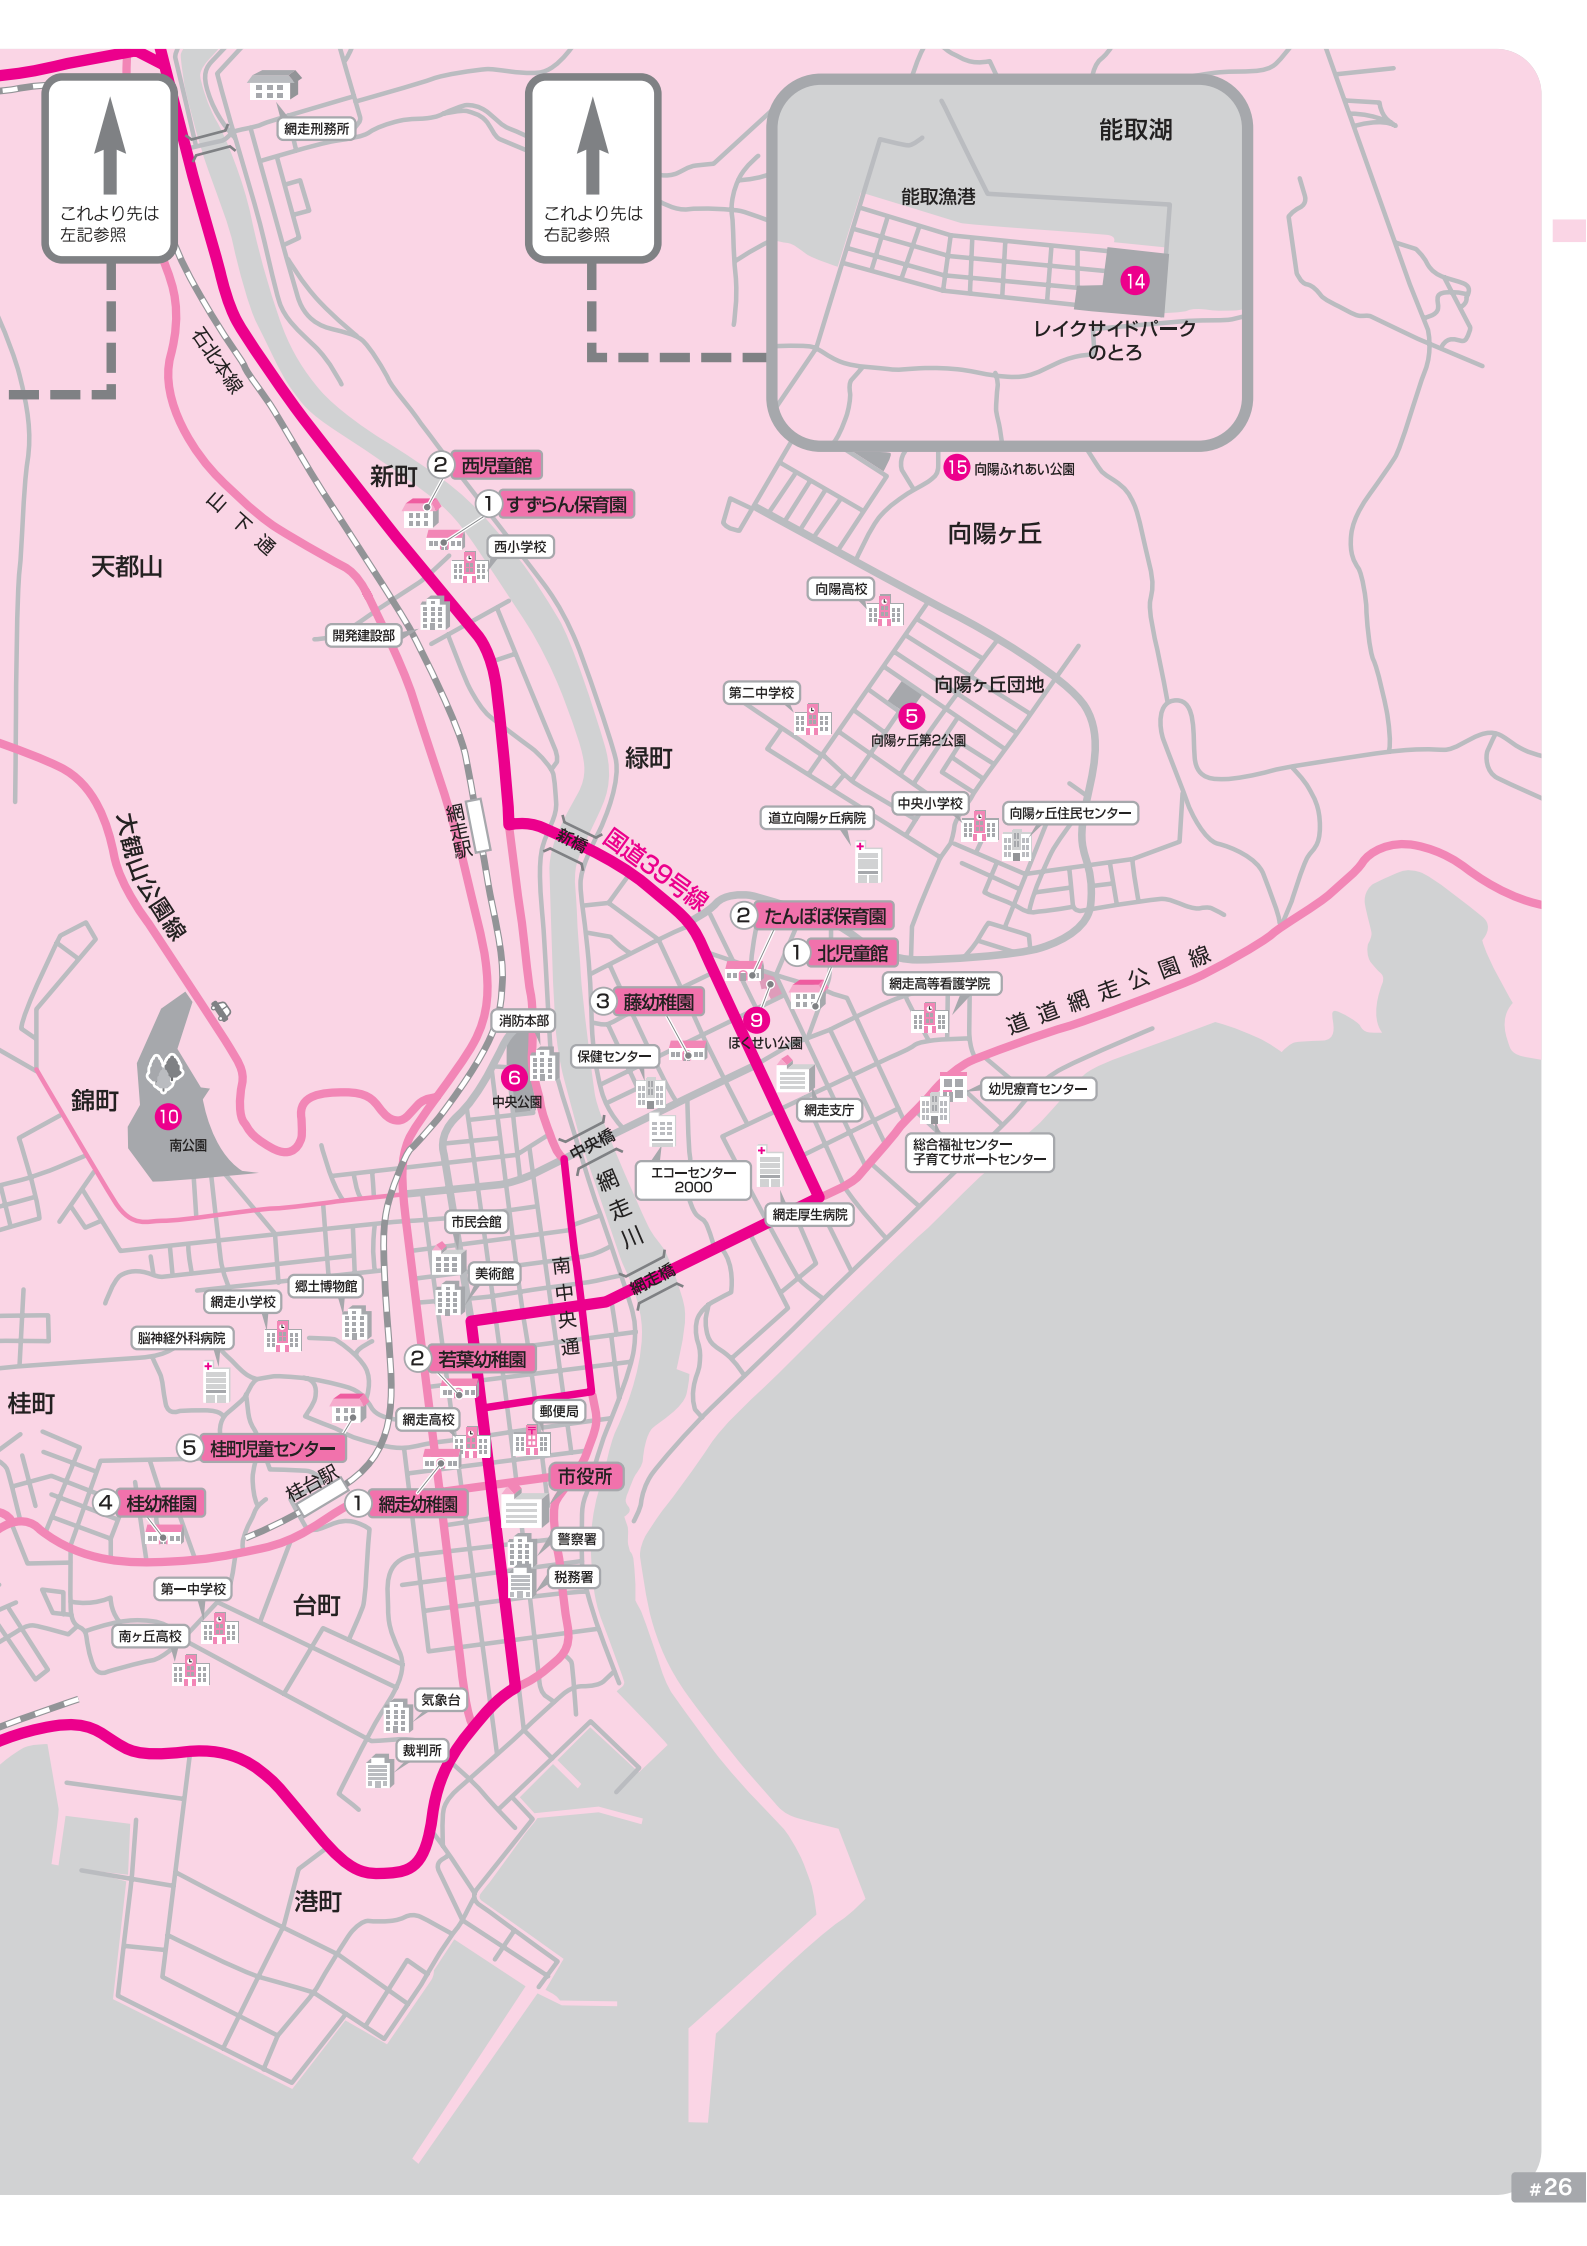 網走刑務所
これより先は
左記参照
これより先は
右記参照
能取湖
能取漁港
14
レイクサイドパーク
のとろ
石北本線
新町
2 西児童館
1 すずらん保育園
西小学校
15 向陽ふれあい公園
向陽ヶ丘
山下通
天都山
開発建設部
向陽高校
向陽ヶ丘団地
第二中学校
5
向陽ヶ丘第2公園
緑町
網走駅
大観山公園線
新橋
国道39号線
道立向陽ヶ丘病院
中央小学校
向陽ヶ丘住民センター
2 たんぽぽ保育園
1 北児童館
網走高等看護学院
道道網走公園線
3 藤幼稚園
9
ほくせい公園
消防本部
保健センター
6
中央公園
網走支庁
幼児療育センター
総合福祉センター
子育てサポートセンター
錦町
10
南公園
中央橋
網走川
エコーセンター
2000
網走厚生病院
市民会館
美術館
南中央通
網走橋
郷土博物館
網走小学校
脳神経外科病院
2 若葉幼稚園
桂町
網走高校
郵便局
5 桂町児童センター
桂台駅
市役所
4 桂幼稚園
1 網走幼稚園
警察署
税務署
第一中学校
台町
南ヶ丘高校
気象台
裁判所
港町
#26